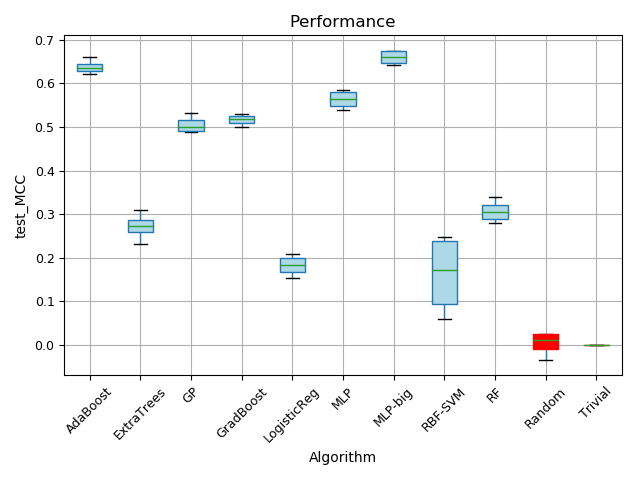 Performance
0.7
0.6
0.5
0.4
0.3
0.2
0.1
0.0
test_MCC
AdaBoost
ExtraTrees
GP
GradBoost
LogisticReg
MLP
MLP-big
RBF-SVM
RF
Random
Trivial
Algorithm